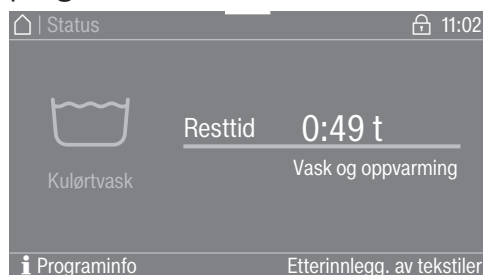 | Status 11:02
Resttid 0:49 t
Vask og oppvarming
Kulørtvask
i Programinfo Etterinnlegg. av tekstiler